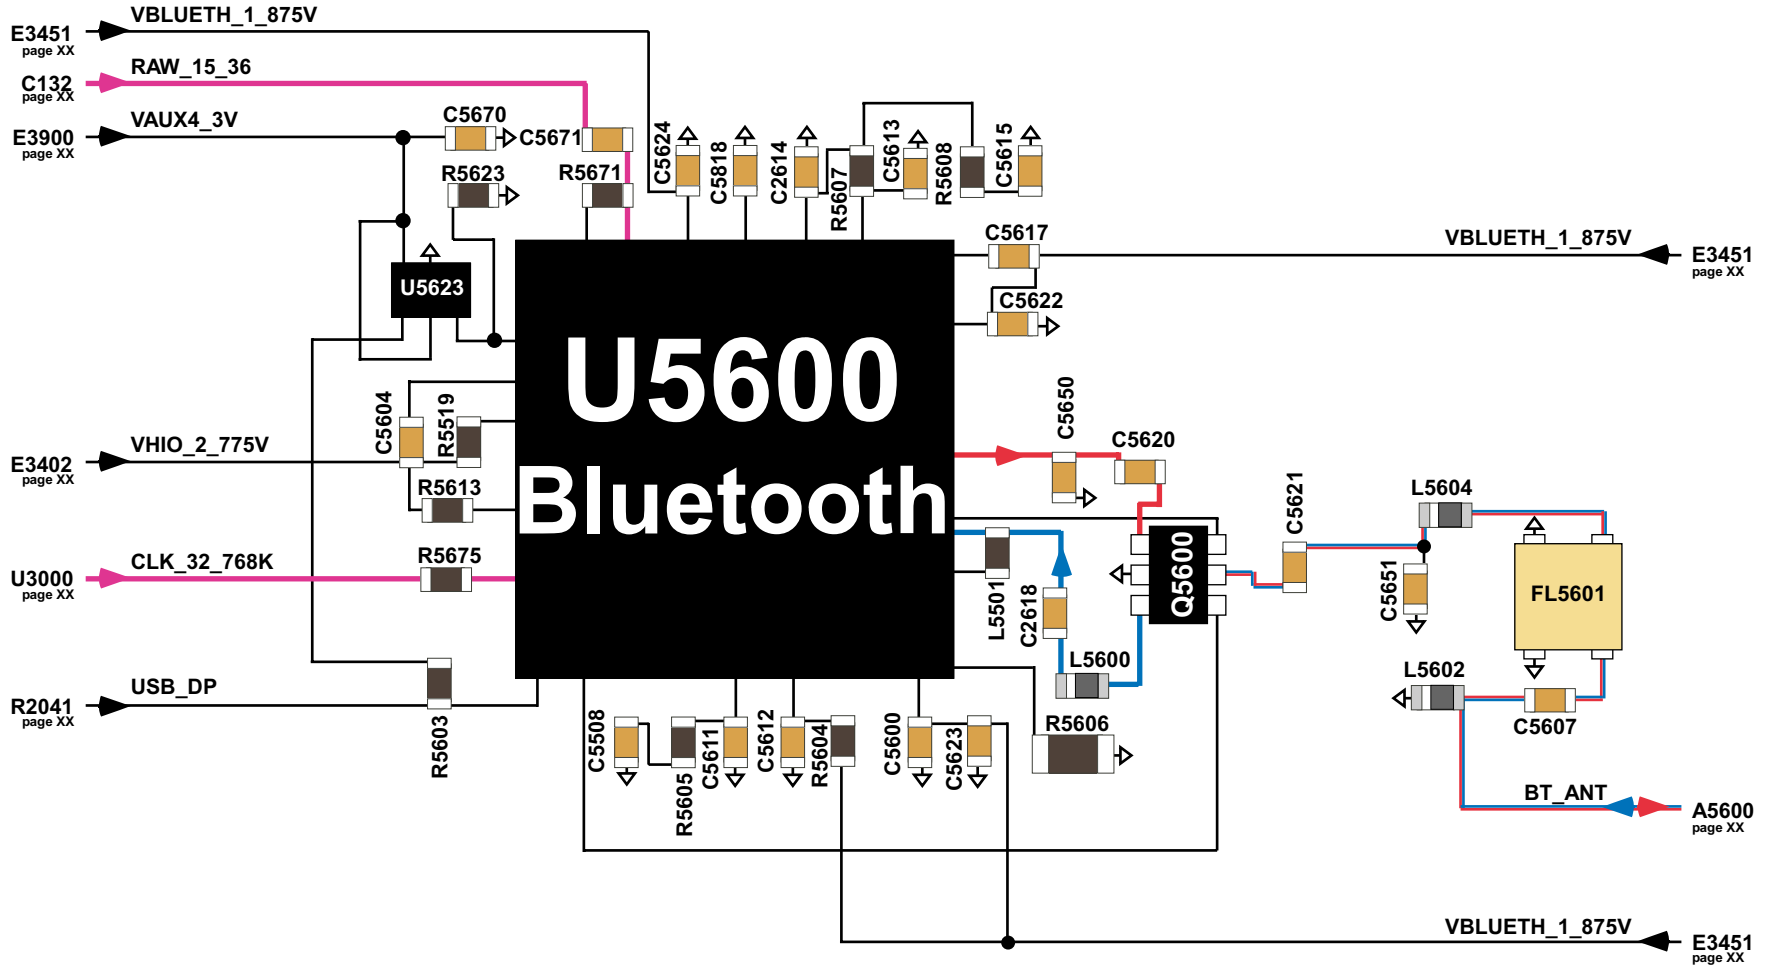 VBLUETH_1_875V
E3451
page XX
RAW_15_36
C132
page XX
VAUX4_3V
E3900
page XX
C5670
C5671
R5623
R5671
C5624
C5818
C2614
R5607
C5613
R5608
C5615
U5623
C5617
VBLUETH_1_875V
E3451
page XX
C5622
U5600
Bluetooth
C5604
R5519
VHIO_2_775V
E3402
page XX
R5613
CLK_32_768K
U3000
page XX
R5675
C5650
C5620
C5621
L5604
Q5600
L5501
C2618
L5600
C5651
FL5601
L5602
C5607
USB_DP
R2041
page XX
R5603
C5508
R5605
C5611
C5612
R5604
C5600
C5623
R5606
BT_ANT
A5600
page XX
VBLUETH_1_875V
E3451
page XX